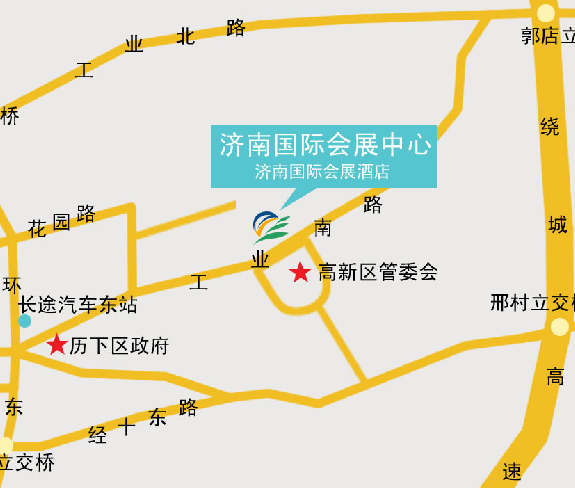 工业北路
郭店立
桥
绕城高速
济南国际会展中心
济南国际会展酒店
花园路
工业南路
高新区管委会
环东
长途汽车东站
邢村立交桥
历下区政府
经十东路
立交桥